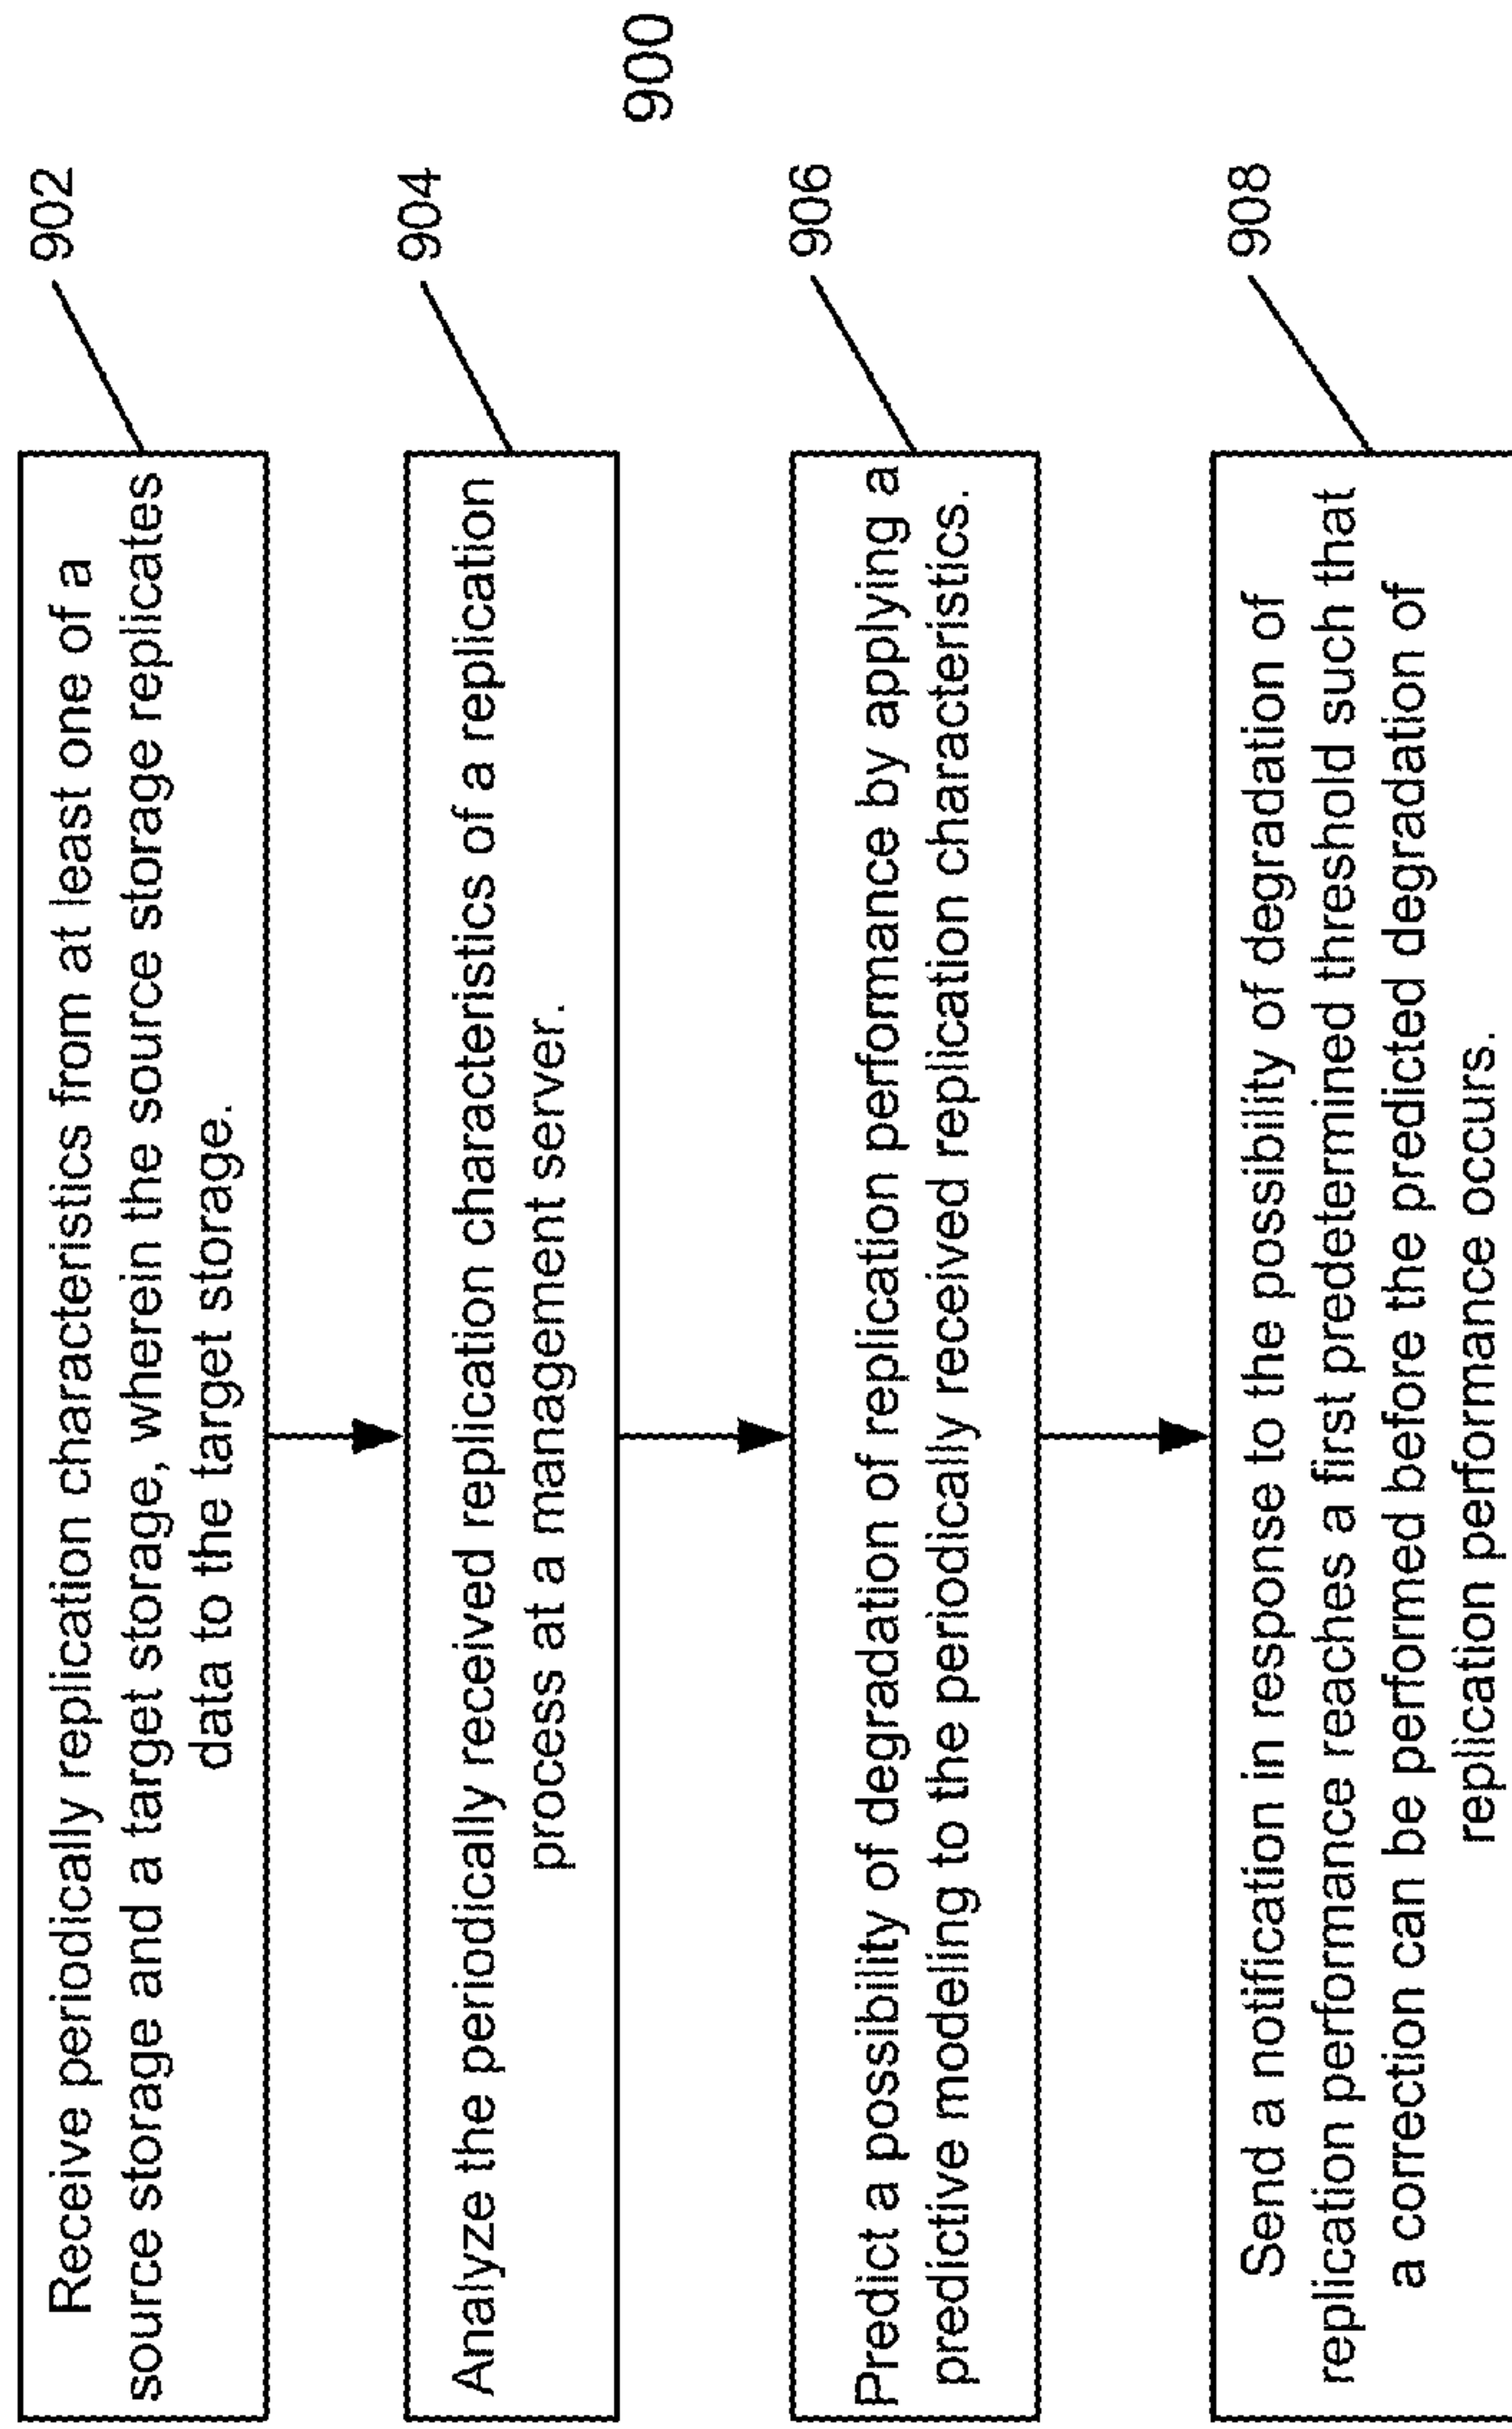 Receive periodically replication characteristics from at least one of a
source storage and a target storage, wherein the source storage replicates
data to the target storage.
902
Analyze the periodically received replication characteristics of a replication
process at a management server.
904
900
Predict a possibility of degradation of replication performance by applying a
predictive modeling to the periodically received replication characteristics.
906
Send a notification in response to the possibility of degradation of
replication performance reaches a first predetermined threshold such that
a correction can be performed before the predicted degradation of
replication performance occurs.
908